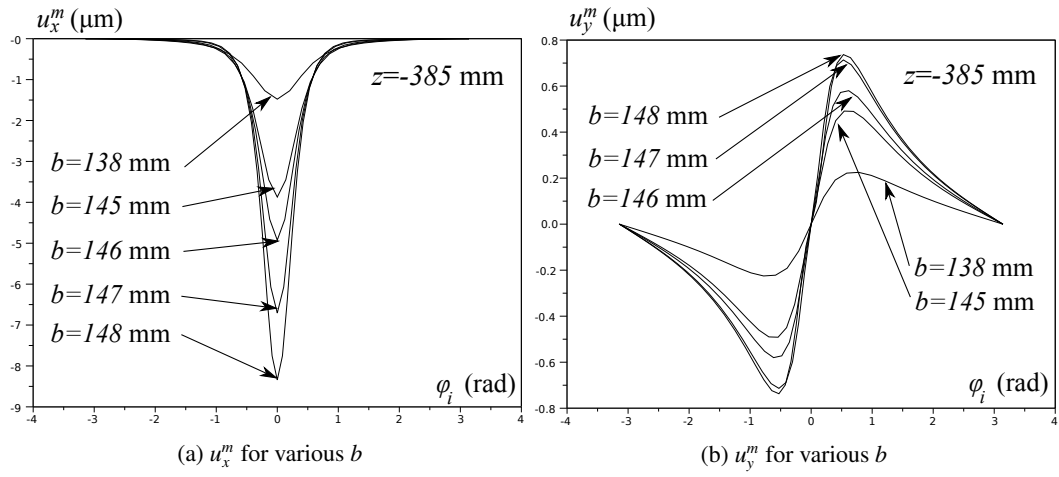 u_x^m (μm)
-0
-1
-2
-3
-4
-5
-6
-7
-8
-9
z=-385 mm
b=138 mm
b=145 mm
b=146 mm
b=147 mm
b=148 mm
φ_i (rad)
-4 -3 -2 -1 0 1 2 3 4
(a) u_x^m for various b
u_y^m (μm)
0.8
0.6
0.4
0.2
0.0
-0.2
-0.4
-0.6
-0.8
z=-385 mm
b=148 mm
b=147 mm
b=146 mm
b=138 mm
b=145 mm
φ_i (rad)
-4 -3 -2 -1 0 1 2 3 4
(b) u_y^m for various b